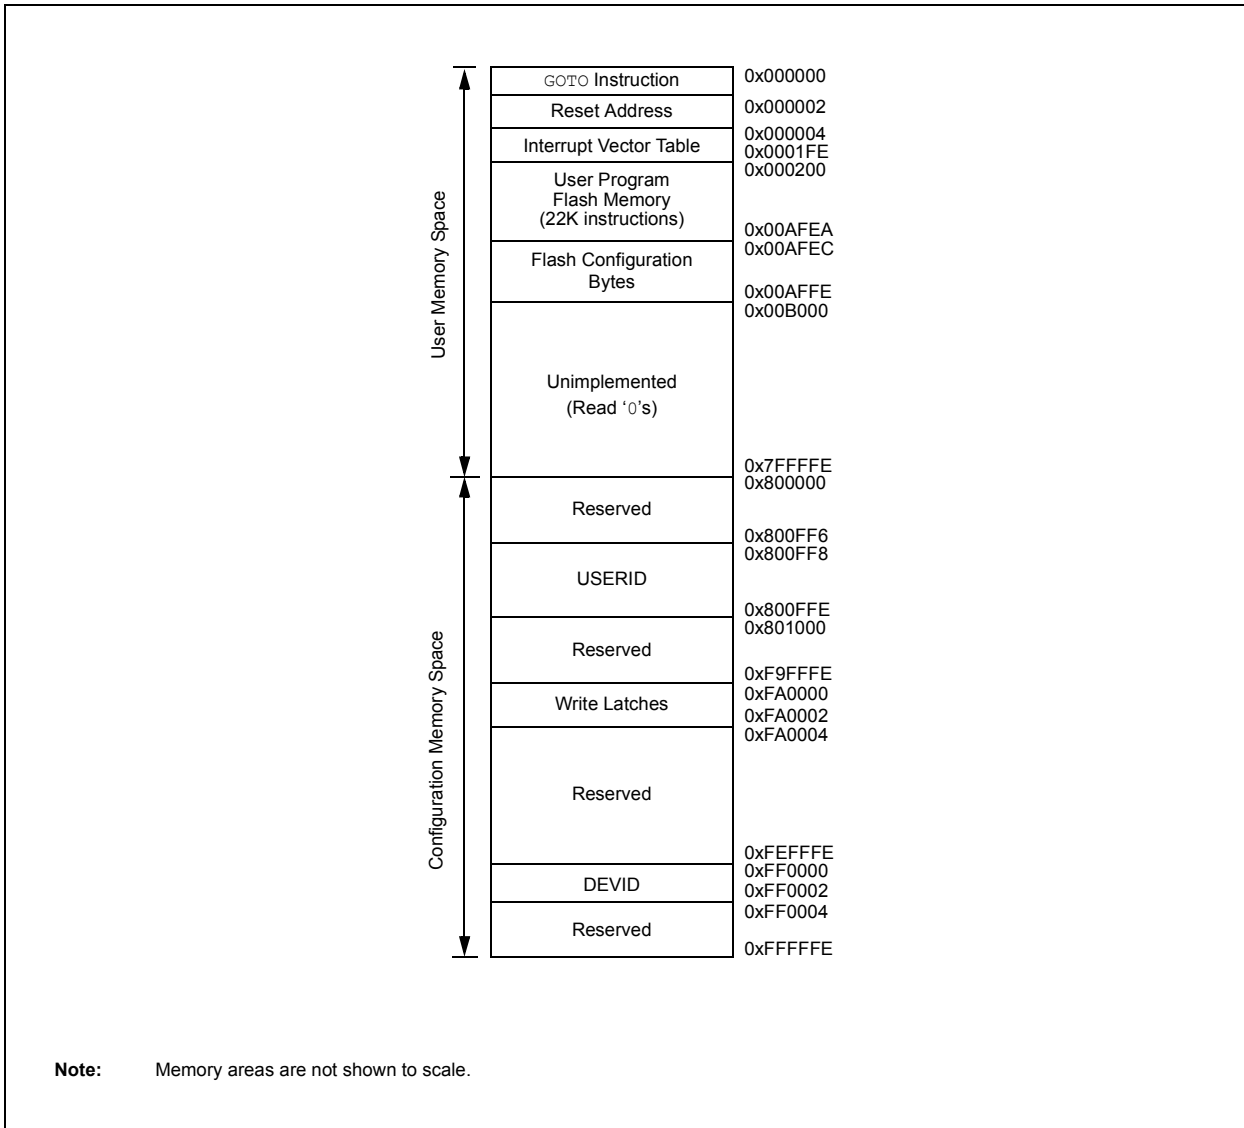 GOTO Instruction
0x000000
Reset Address
0x000002
Interrupt Vector Table
0x000004
0x0001FE
User Program
Flash Memory
(22K instructions)
0x000200
0x00AFEA
Flash Configuration
Bytes
0x00AFEC
0x00AFFE
Unimplemented
(Read ‘0’s)
0x00B000
0x7FFFFE
User Memory Space
Reserved
0x800000
0x800FF6
USERID
0x800FF8
0x800FFE
Reserved
0x801000
0xF9FFFE
Write Latches
0xFA0000
0xFA0002
Reserved
0xFA0004
0xFEFFFE
DEVID
0xFF0000
0xFF0002
Reserved
0xFF0004
0xFFFFFE
Configuration Memory Space
Note: Memory areas are not shown to scale.